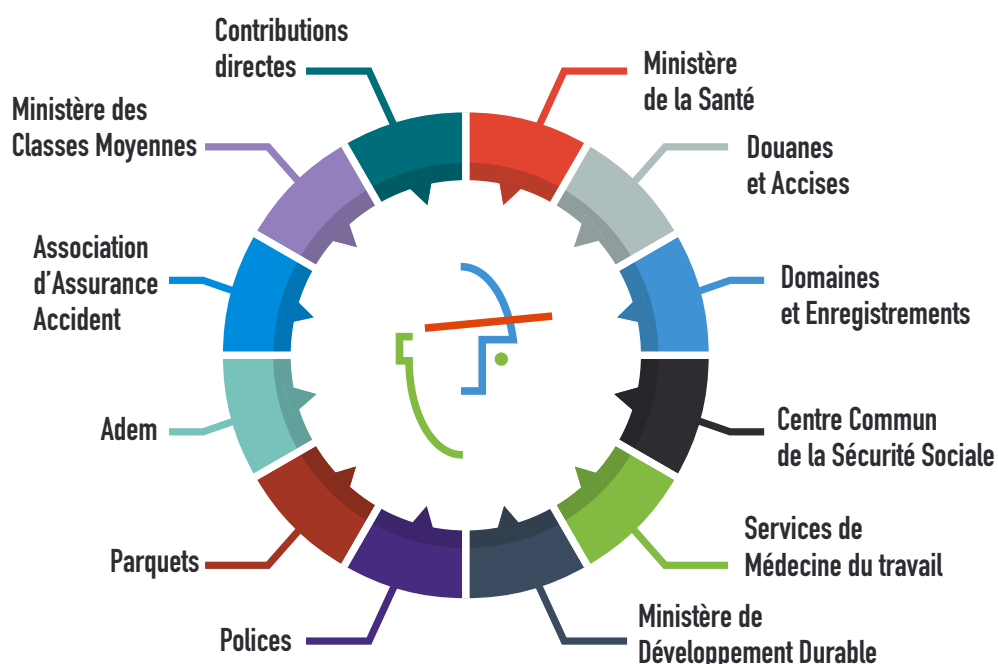 Contributions
directes
Ministère
de la Santé
Ministère des
Classes Moyennes
Douanes
et Accises
Association
d'Assurance
Accident
Domaines
et Enregistrements
Adem
Centre Commun
de la Sécurité Sociale
Parquets
Services de
Médecine du travail
Polices
Ministère de
Développement Durable